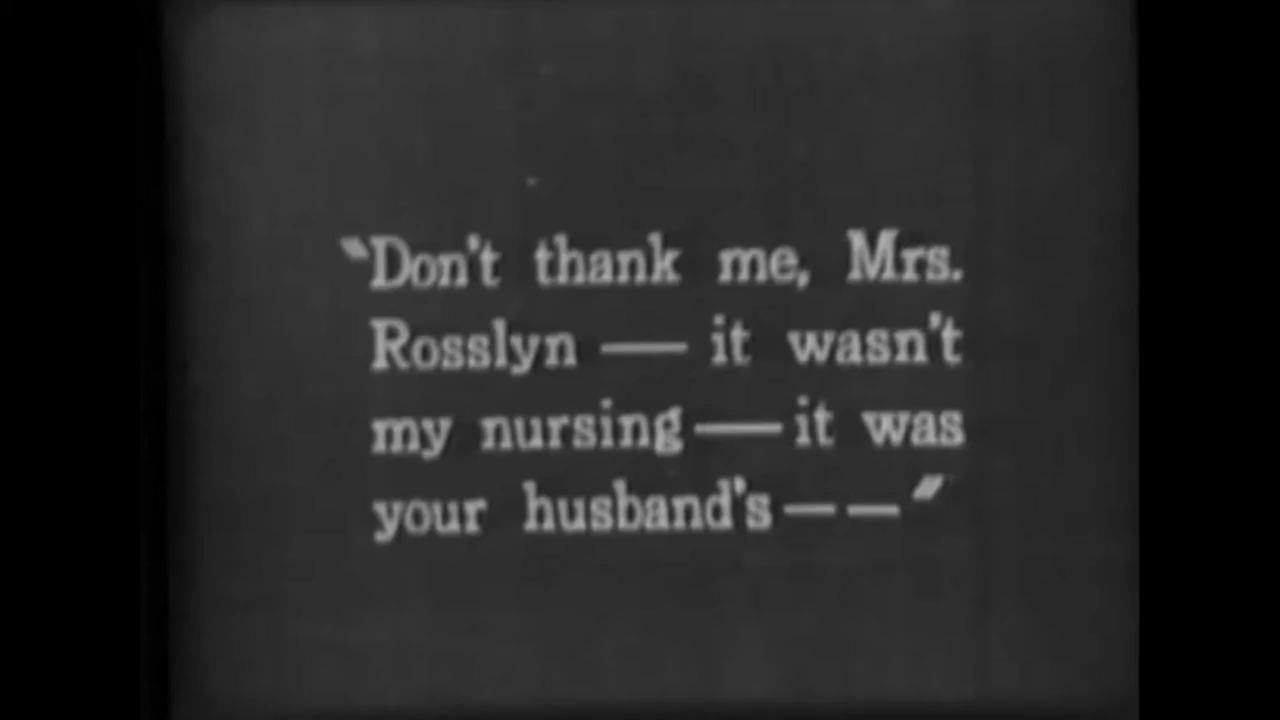 "Don't thank me, Mrs.
Rosslyn — it wasn't
my nursing — it was
your husband's — — "